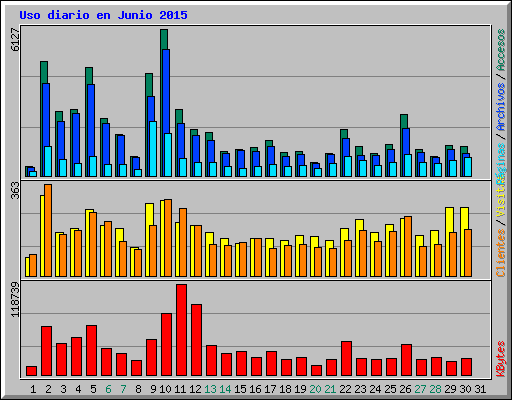 Uso diario en Junio 2015
6127
363
118739
Accesos / Archivos / Páginas
Visitas / Clientes
KBytes
1 2 3 4 5 6 7 8 9 10 11 12 13 14 15 16 17 18 19 20 21 22 23 24 25 26 27 28 29 30 31